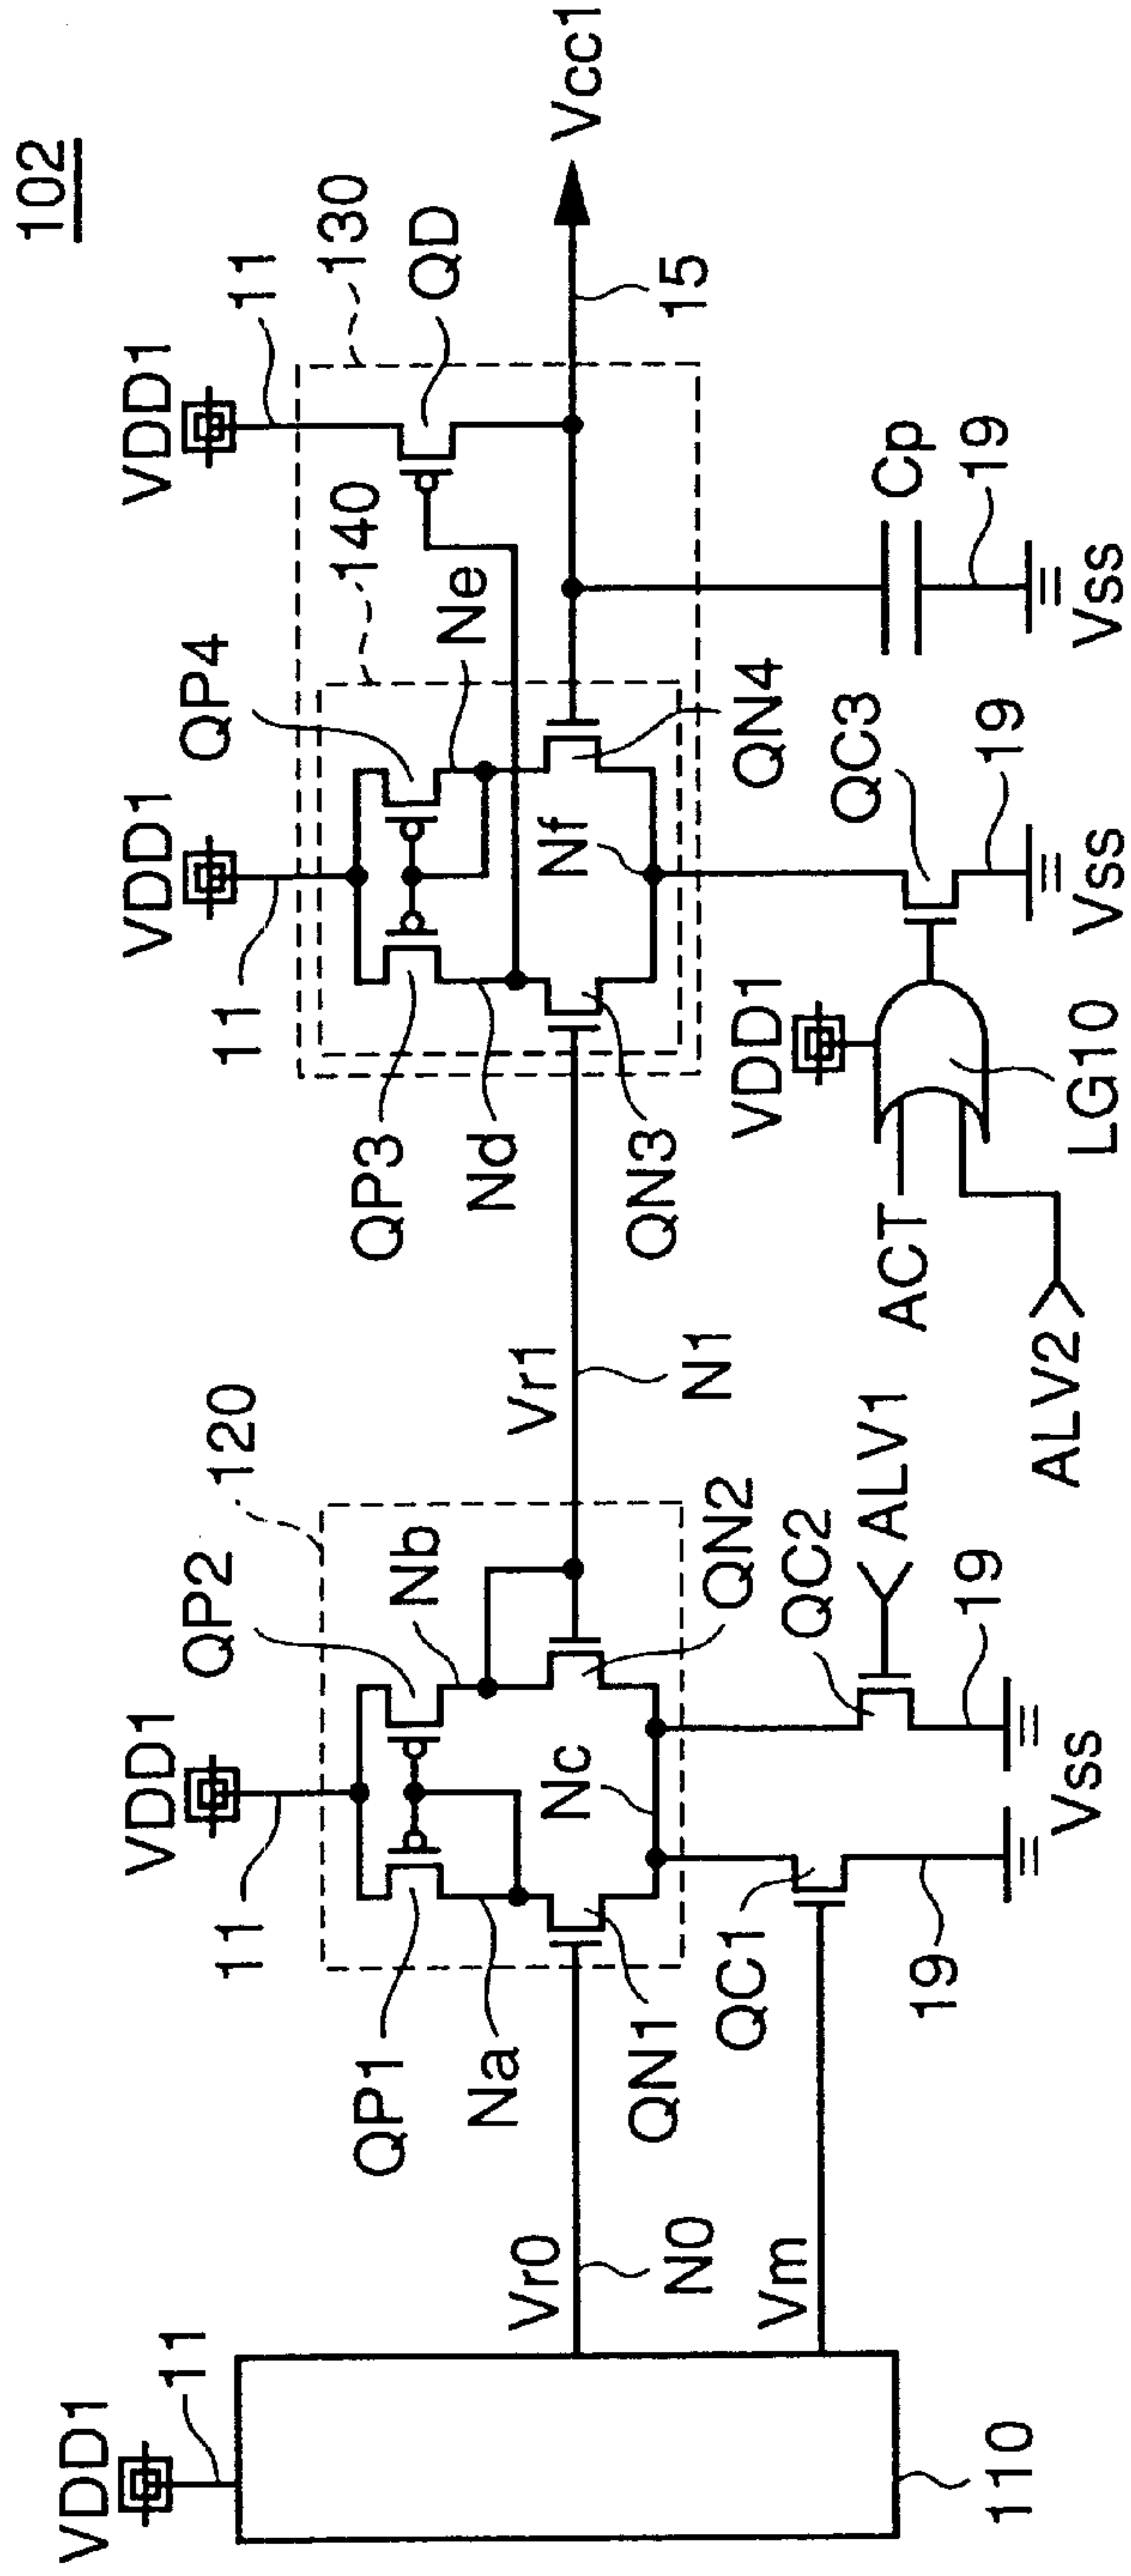 102
VDD1
11
110
Vr0
N0
Vm
VDD1
11
120
QP1
QP2
Na
Nb
Nc
QN1
QN2
QC1
QC2
ALV1
19
19
Vss
Vr1
N1
VDD1
11
QP3
QP4
140
130
Nd
Ne
Nf
QN3
QN4
VDD1
11
QD
15
Vcc1
VDD1
ACT
ALV2
LG10
QC3
19
Vss
Cp
19
Vss